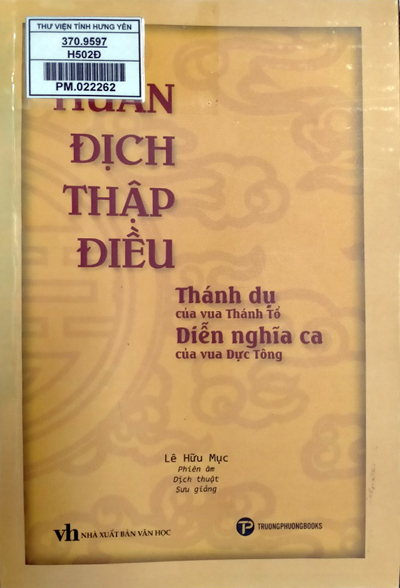 THƯ VIỆN TỈNH HƯNG YÊN
370.9597
H502Đ
PM.022262
HUẤN
ĐỊCH
THẬP
ĐIỀU
Thánh dụ
của vua Thánh Tổ
Diễn nghĩa ca
của vua Dực Tông
Lê Hữu Mục
Phiên âm
Dịch thuật
Sưu giảng
vh NHÀ XUẤT BẢN VĂN HỌC
TP TRUONGPHUONGBOOKS